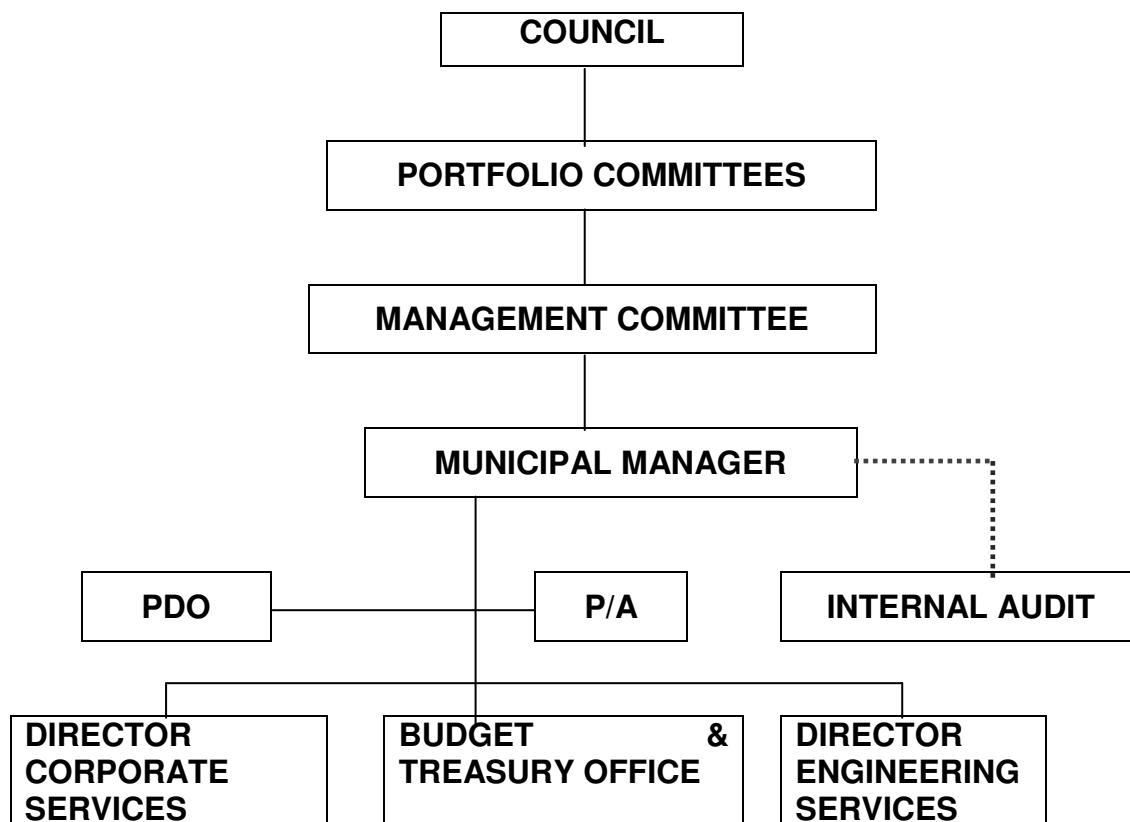 COUNCIL
PORTFOLIO COMMITTEES
MANAGEMENT COMMITTEE
MUNICIPAL MANAGER
PDO
P/A
INTERNAL AUDIT
DIRECTOR
CORPORATE
SERVICES
BUDGET &
TREASURY OFFICE
DIRECTOR
ENGINEERING
SERVICES